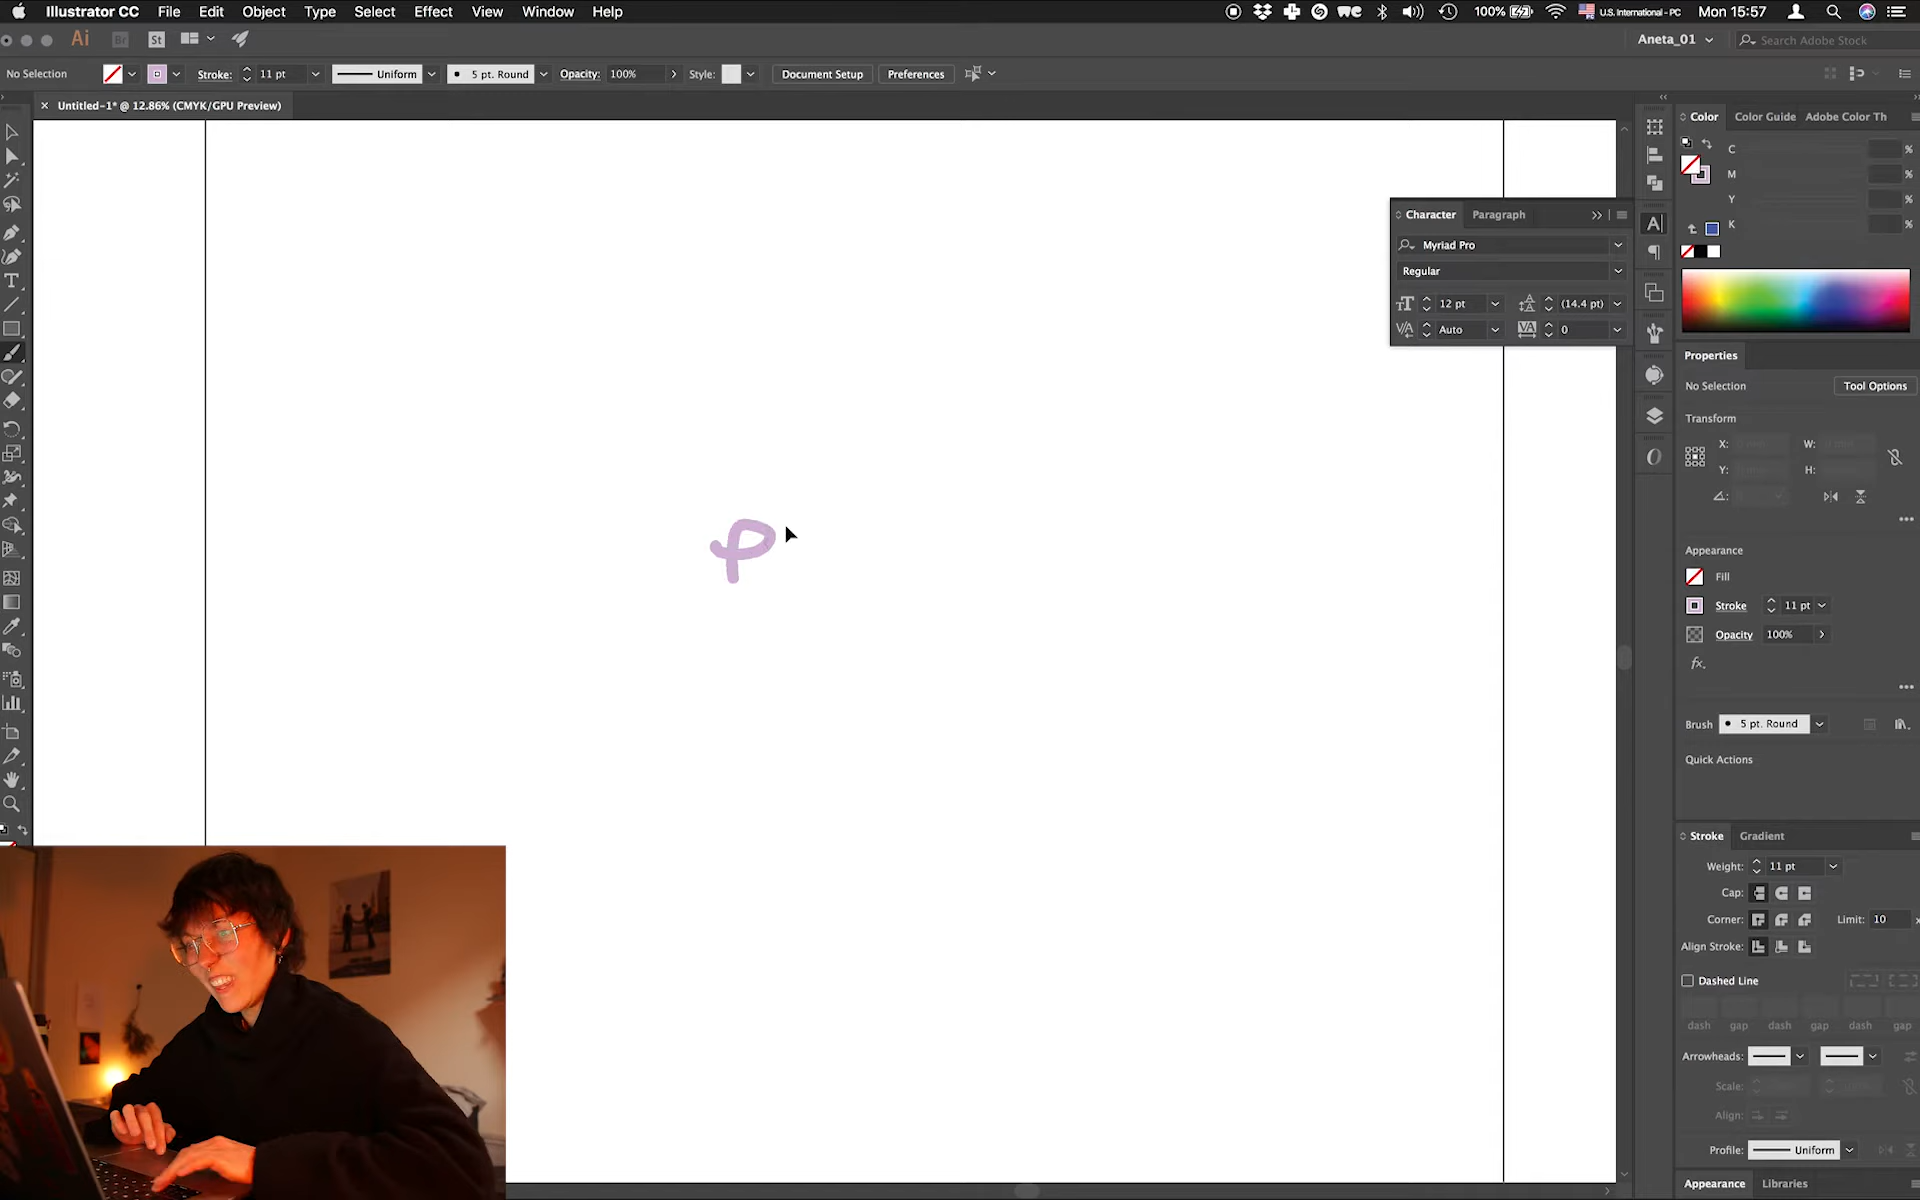 Illustrator CC File Edit Object Type Select Effect View Window Help
100% U.S. International - PC Mon 15:57
Ai Br St Aneta_01 Search Adobe Stock
No Selection Stroke: 11 pt Uniform 5 pt. Round Opacity: 100% Style: Document Setup Preferences
Untitled-1* @ 12.86% (CMYK/GPU Preview)
Color Color Guide Adobe Color Th
C %
M %
Y %
K %
Character Paragraph
Myriad Pro
Regular
12 pt (14.4 pt)
Auto 0
Properties
No Selection Tool Options
Transform
X: W:
Y: H:
P
Appearance
Fill
Stroke 11 pt
Opacity 100%
fx.
Brush 5 pt. Round
Quick Actions
Stroke Gradient
Weight: 11 pt
Cap:
Corner: Limit: 10 x
Align Stroke:
Dashed Line
dash gap dash gap dash gap
Arrowheads:
Scale:
Align:
Profile: Uniform
Appearance Libraries